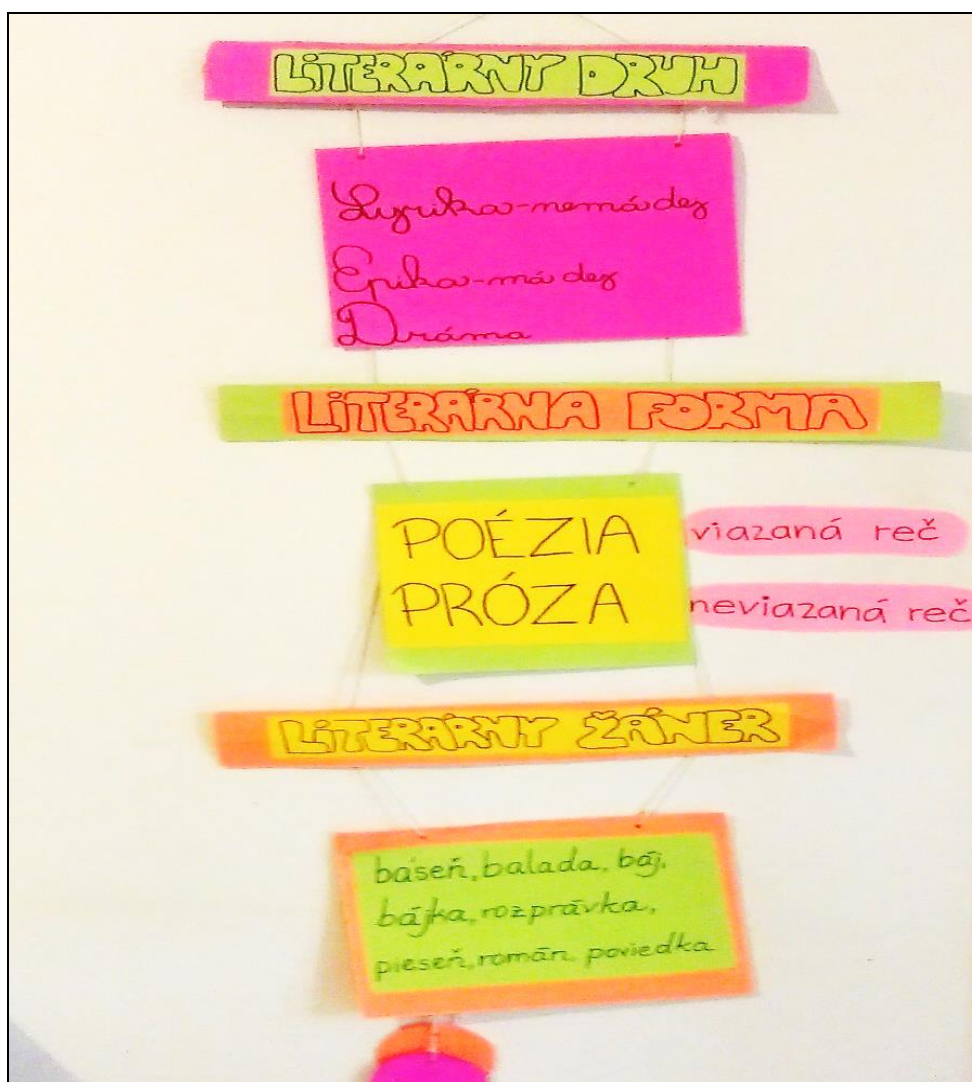 LITERÁRNY DRUH
Lyrika-nemá dej
Epika-má dej
Dráma
LITERÁRNA FORMA
POÉZIA viazaná reč
PRÓZA neviazaná reč
LITERÁRNY ŽÁNER
báseň, balada, báj,
bájka, rozprávka,
pieseň, román, poviedka